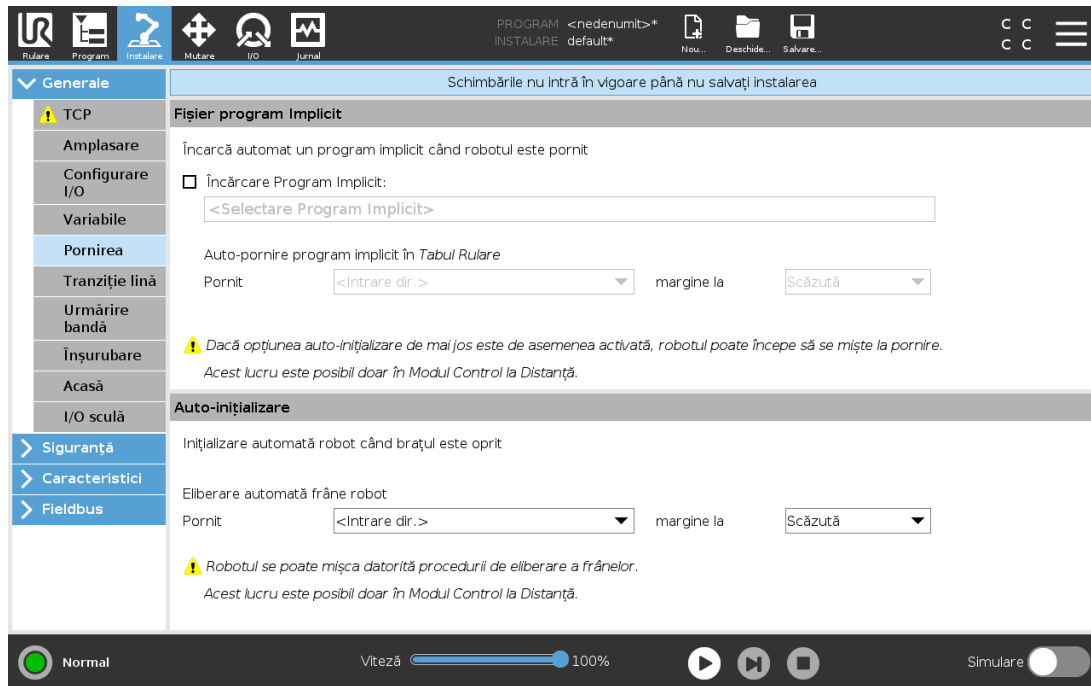 Rulare
Program
Instalare
Mutare
I/O
Jurnal
PROGRAM <nedenumit>*
INSTALARE default*
Nou...
Deschide...
Salvare...
C C
C C
Generale
TCP
Amplasare
Configurare
I/O
Variabile
Pornirea
Tranziție lină
Urmărire
bandă
Înșurubare
Acasă
I/O sculă
Siguranță
Caracteristici
Fieldbus
Schimbările nu intră în vigoare până nu salvați instalarea
Fișier program Implicit
Încarcă automat un program implicit când robotul este pornit
Încărcare Program Implicit:
<Selectare Program Implicit>
Auto-pornire program implicit în Tabul Rulare
Pornit <Intrare dir.> margine la Scăzută
Dacă opțiunea auto-inițializare de mai jos este de asemenea activată, robotul poate începe să se miște la pornire.
Acest lucru este posibil doar în Modul Control la Distanță.
Auto-inițializare
Inițializare automată robot când brațul este oprit
Eliberare automată frâne robot
Pornit <Intrare dir.> margine la Scăzută
Robotul se poate mișca datorită procedurii de eliberare a frânelor.
Acest lucru este posibil doar în Modul Control la Distanță.
Normal
Viteză 100%
Simulare